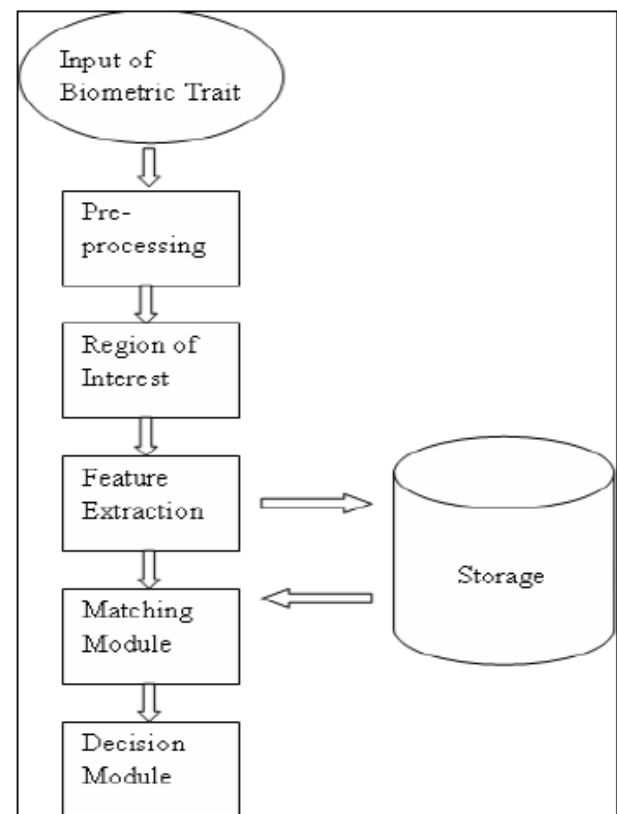 Input of
Biometric Trait
Pre-
processing
Region of
Interest
Feature
Extraction
Storage
Matching
Module
Decision
Module